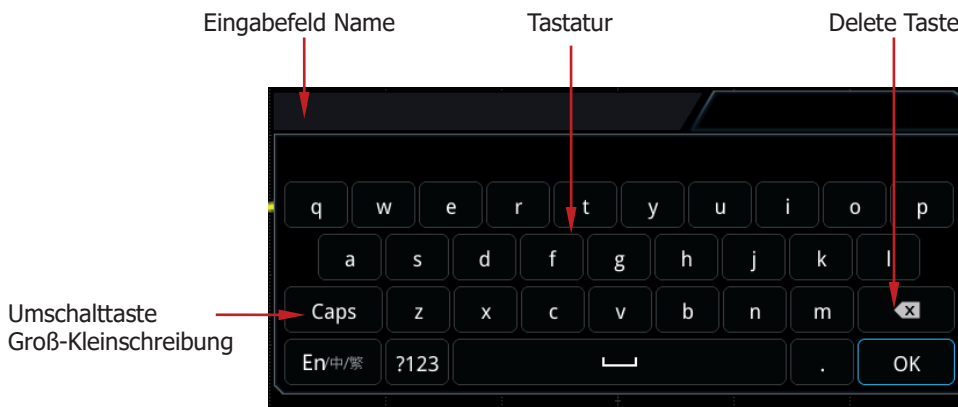 Eingabefeld Name Tastatur Delete Taste
q w e r t y u i o p
a s d f g h j k l
Umschalttaste
Groß-Kleinschreibung
Caps z x c v b n m x
En/中/繁 ?123 . OK